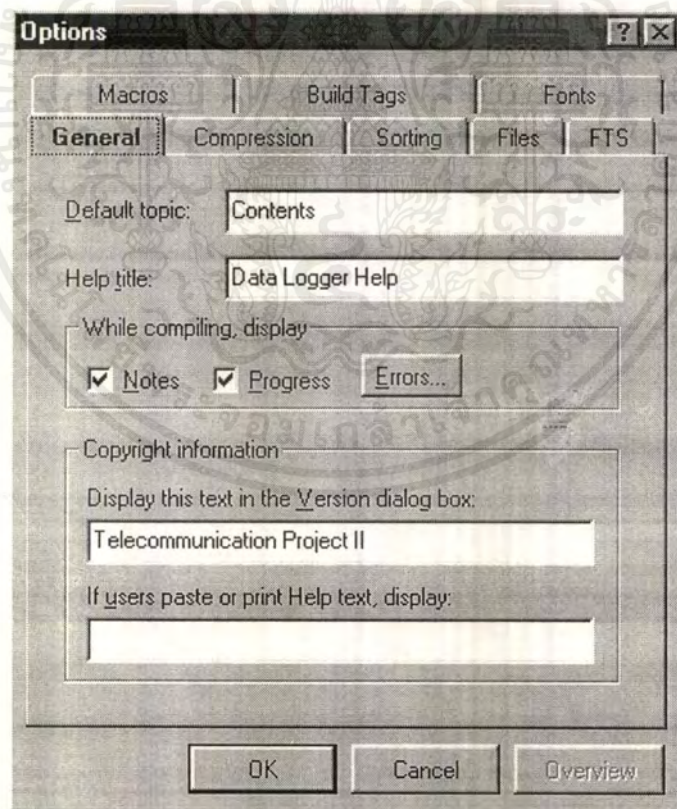 Options
? ×
Macros Build Tags Fonts
General Compression Sorting Files FTS
Default topic: Contents
Help title: Data Logger Help
While compiling, display
Notes Progress Errors...
Copyright information
Display this text in the Version dialog box:
Telecommunication Project II
If users paste or print Help text, display:
OK Cancel Overview